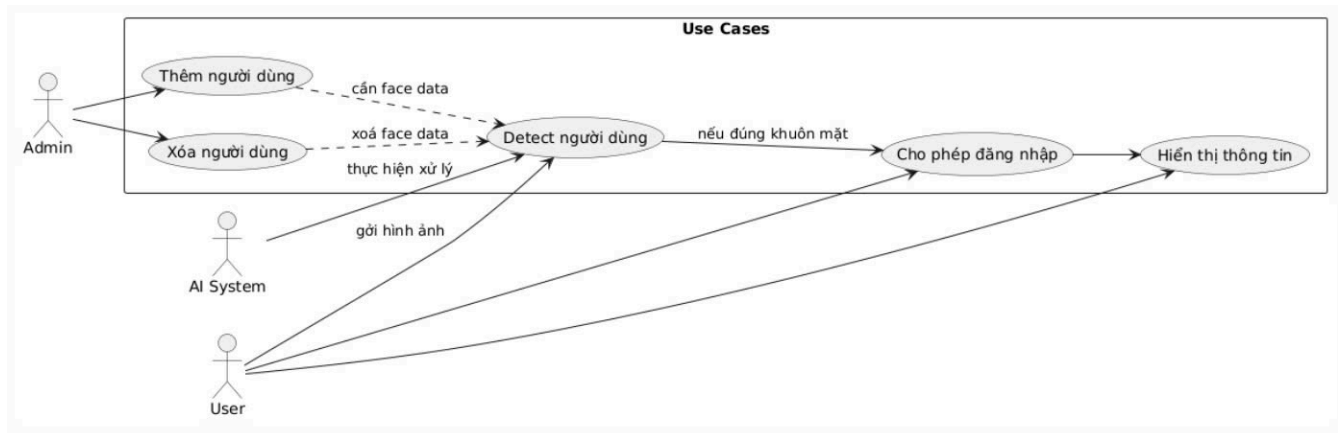 Use Cases
Thêm người dùng
cần face data
Admin
Xóa người dùng
xoá face data
Detect người dùng
nếu đúng khuôn mặt
Cho phép đăng nhập
Hiển thị thông tin
thực hiện xử lý
AI System
gởi hình ảnh
User